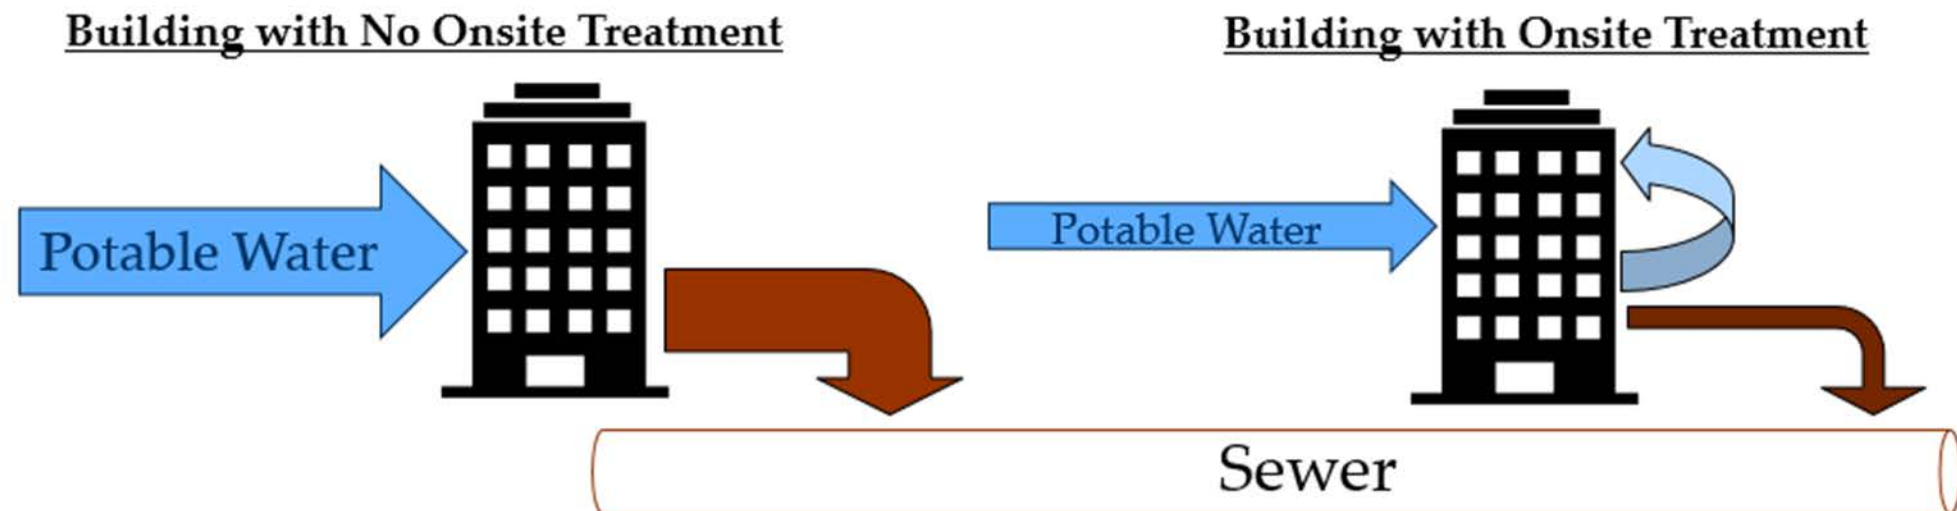 Building with No Onsite Treatment
Building with Onsite Treatment
Potable Water
Potable Water
Sewer